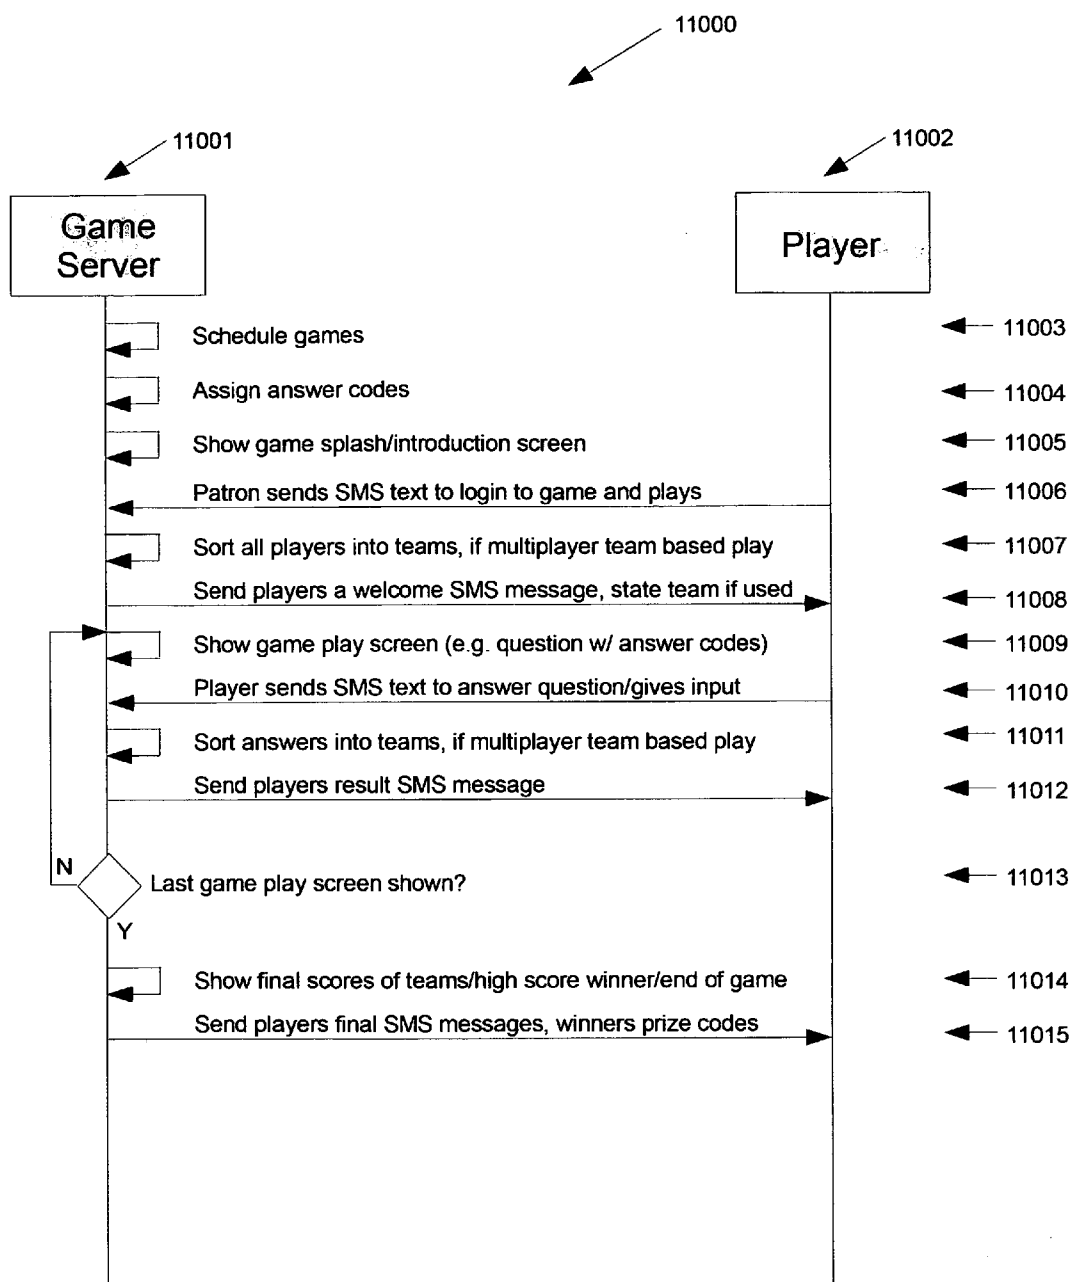 11000
11001
11002
Game
Server
Player
Schedule games
11003
Assign answer codes
11004
Show game splash/introduction screen
11005
Patron sends SMS text to login to game and plays
11006
Sort all players into teams, if multiplayer team based play
11007
Send players a welcome SMS message, state team if used
11008
Show game play screen (e.g. question w/ answer codes)
11009
Player sends SMS text to answer question/gives input
11010
Sort answers into teams, if multiplayer team based play
11011
Send players result SMS message
11012
N
Last game play screen shown?
11013
Y
Show final scores of teams/high score winner/end of game
11014
Send players final SMS messages, winners prize codes
11015